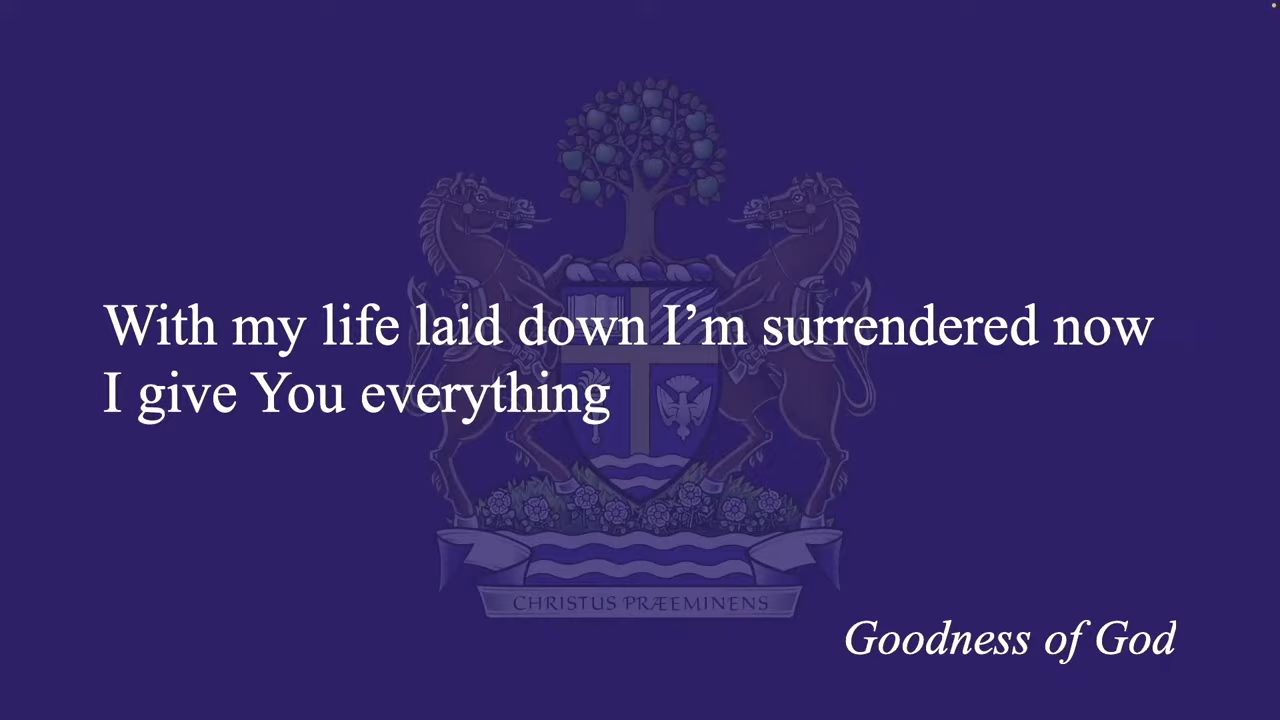 With my life laid down I’m surrendered now
I give You everything
CHRISTUS PRÆEMINENS
Goodness of God